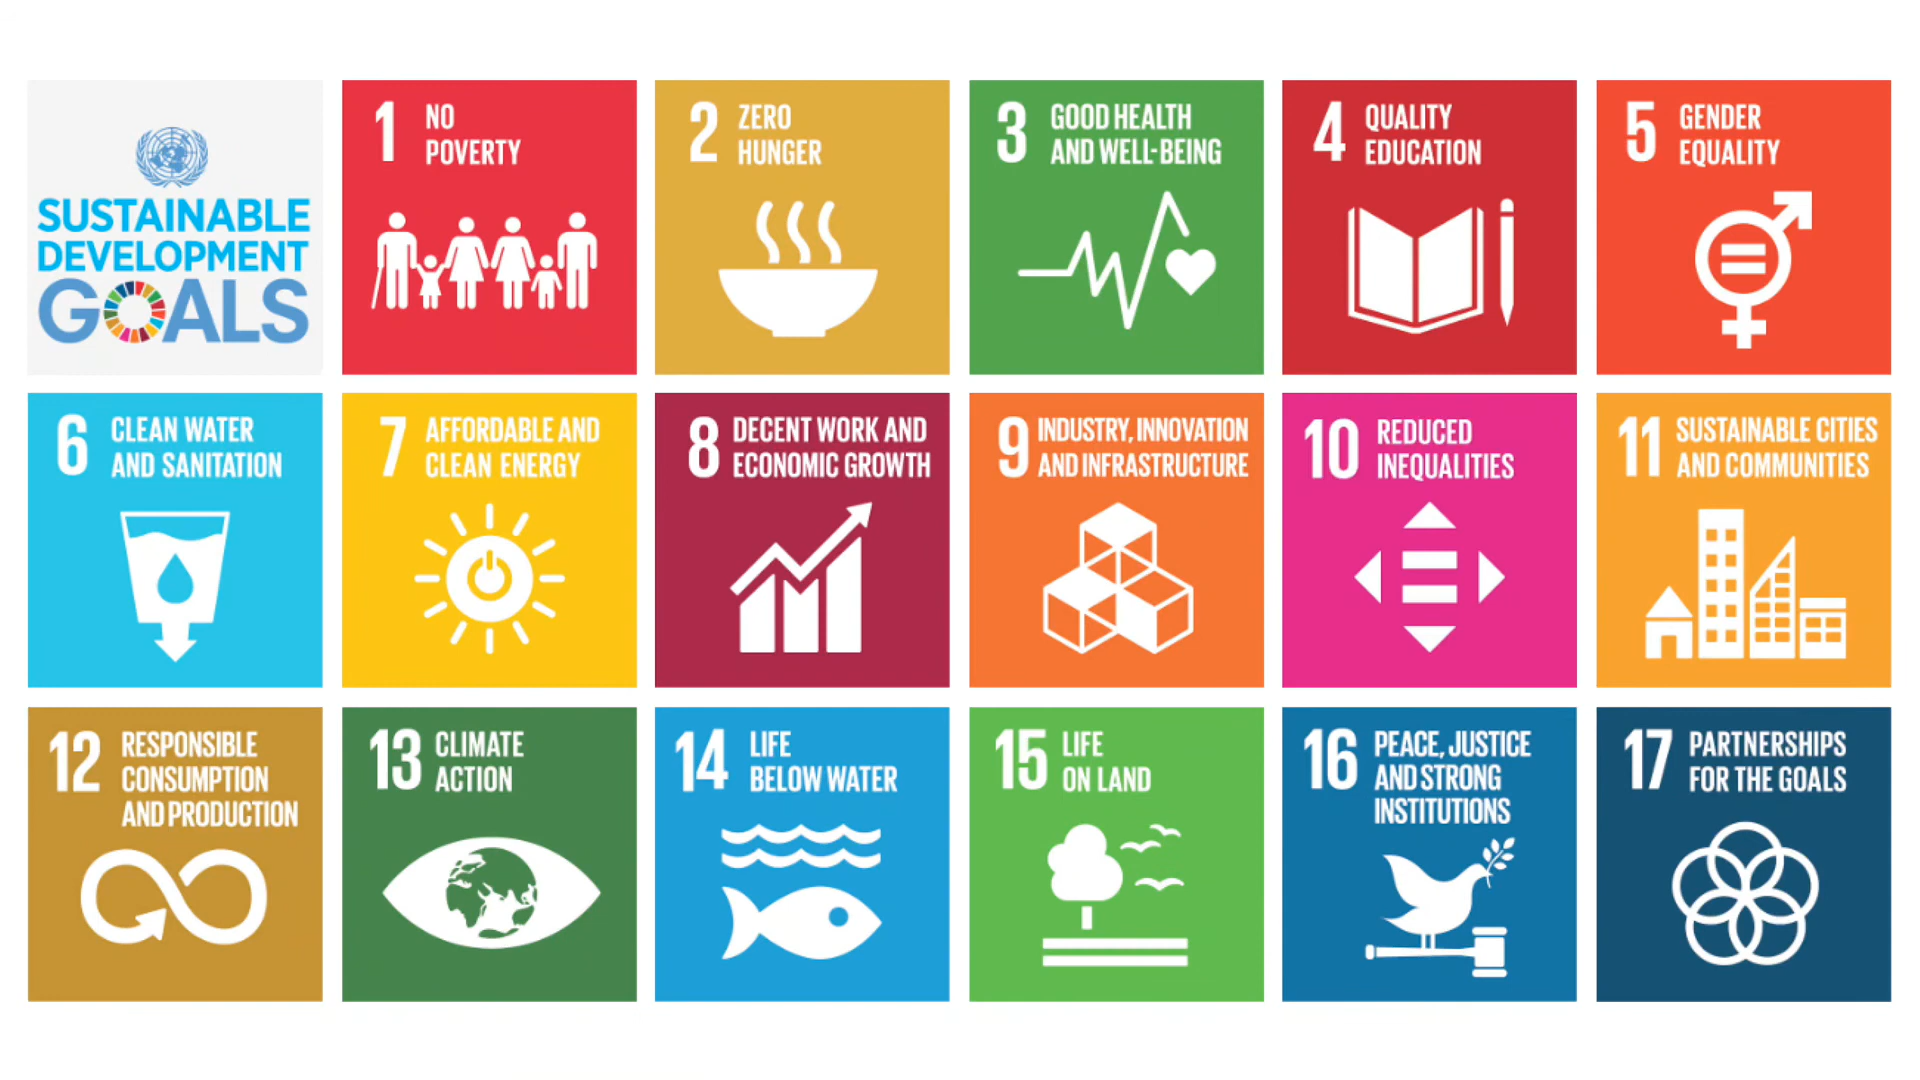 SUSTAINABLE
DEVELOPMENT
GOALS
1 NO
POVERTY
2 ZERO
HUNGER
3 GOOD HEALTH
AND WELL-BEING
4 QUALITY
EDUCATION
5 GENDER
EQUALITY
6 CLEAN WATER
AND SANITATION
7 AFFORDABLE AND
CLEAN ENERGY
8 DECENT WORK AND
ECONOMIC GROWTH
9 INDUSTRY, INNOVATION
AND INFRASTRUCTURE
10 REDUCED
INEQUALITIES
11 SUSTAINABLE CITIES
AND COMMUNITIES
12 RESPONSIBLE
CONSUMPTION
AND PRODUCTION
13 CLIMATE
ACTION
14 LIFE
BELOW WATER
15 LIFE
ON LAND
16 PEACE, JUSTICE
AND STRONG
INSTITUTIONS
17 PARTNERSHIPS
FOR THE GOALS